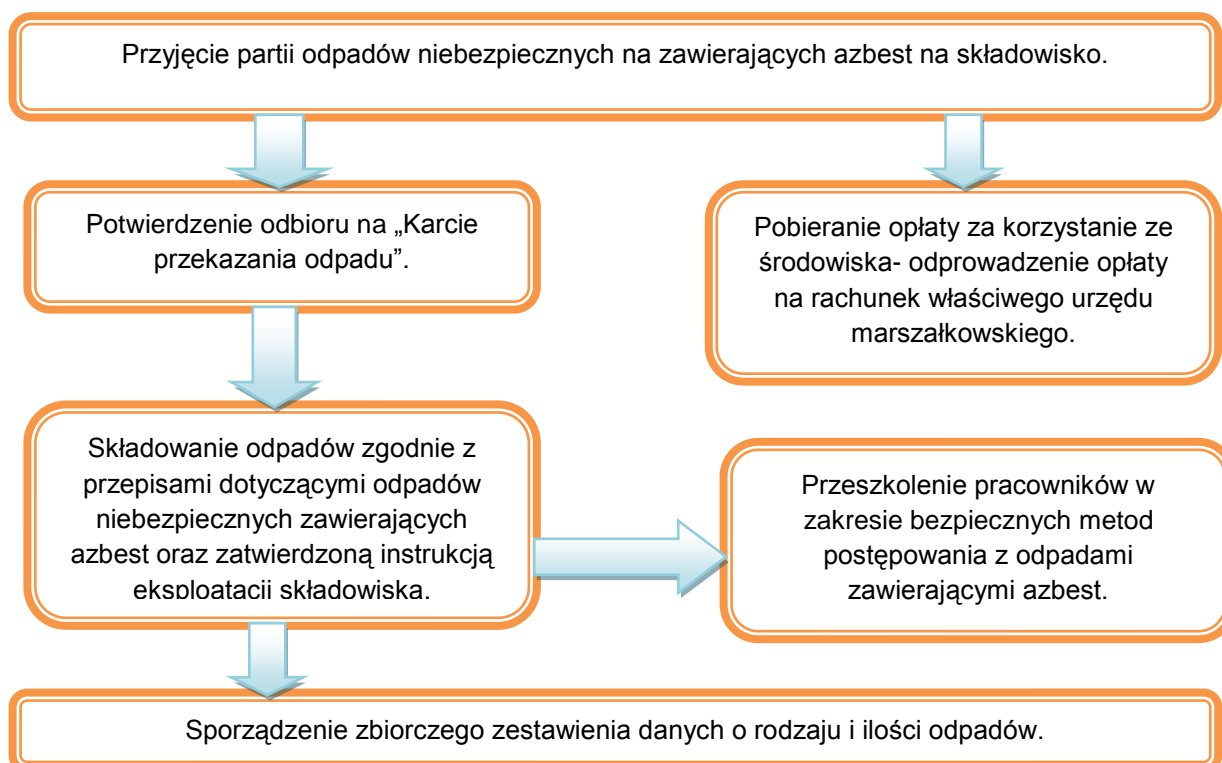 Przyjęcie partii odpadów niebezpiecznych na zawierających azbest na składowisko.
Potwierdzenie odbioru na „Karcie
przekazania odpadu”.
Pobieranie opłaty za korzystanie ze
środowiska- odprowadzenie opłaty
na rachunek właściwego urzędu
marszałkowskiego.
Składowanie odpadów zgodnie z
przepisami dotyczącymi odpadów
niebezpiecznych zawierających
azbest oraz zatwierdzoną instrukcją
eksploatacji składowiska.
Przeszkolenie pracowników w
zakresie bezpiecznych metod
postępowania z odpadami
zawierającymi azbest.
Sporządzenie zbiorczego zestawienia danych o rodzaju i ilości odpadów.